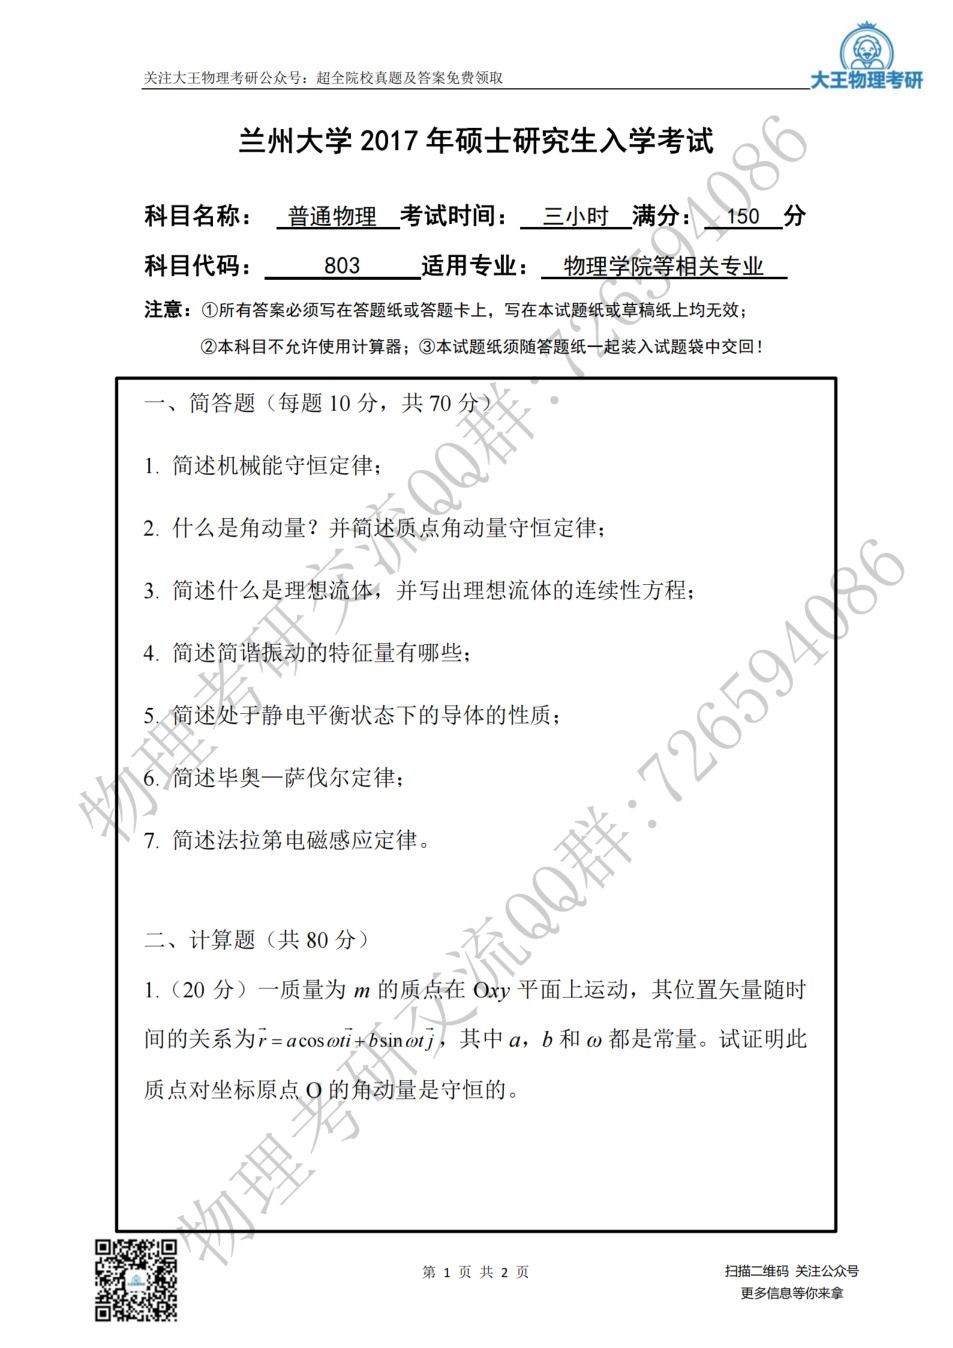 关注大王物理考研公众号：超全院校真题及答案免费领取
大王物理考研
兰州大学 2017 年硕士研究生入学考试
科目名称： 普通物理 考试时间： 三小时 满分： 150 分
科目代码： 803 适用专业： 物理学院等相关专业
注意：①所有答案必须写在答题纸或答题卡上，写在本试题纸或草稿纸上均无效；
②本科目不允许使用计算器；③本试题纸须随答题纸一起装入试题袋中交回！
一、简答题（每题 10 分，共 70 分）
1. 简述机械能守恒定律；
2. 什么是角动量？并简述质点角动量守恒定律；
3. 简述什么是理想流体，并写出理想流体的连续性方程；
4. 简述简谐振动的特征量有哪些；
5. 简述处于静电平衡状态下的导体的性质；
6. 简述毕奥—萨伐尔定律；
7. 简述法拉第电磁感应定律。
二、计算题（共 80 分）
1.（20 分）一质量为 m 的质点在 Oxy 平面上运动，其位置矢量随时
间的关系为 r⃗ = a cos ωt i⃗ + b sin ωt j⃗，其中 a，b 和 ω 都是常量。试证明此
质点对坐标原点 O 的角动量是守恒的。
物理考研交流QQ群：726594086
物理考研交流QQ群：726594086
大王物理考研
第 1 页 共 2 页
扫描二维码 关注公众号
更多信息等你来拿